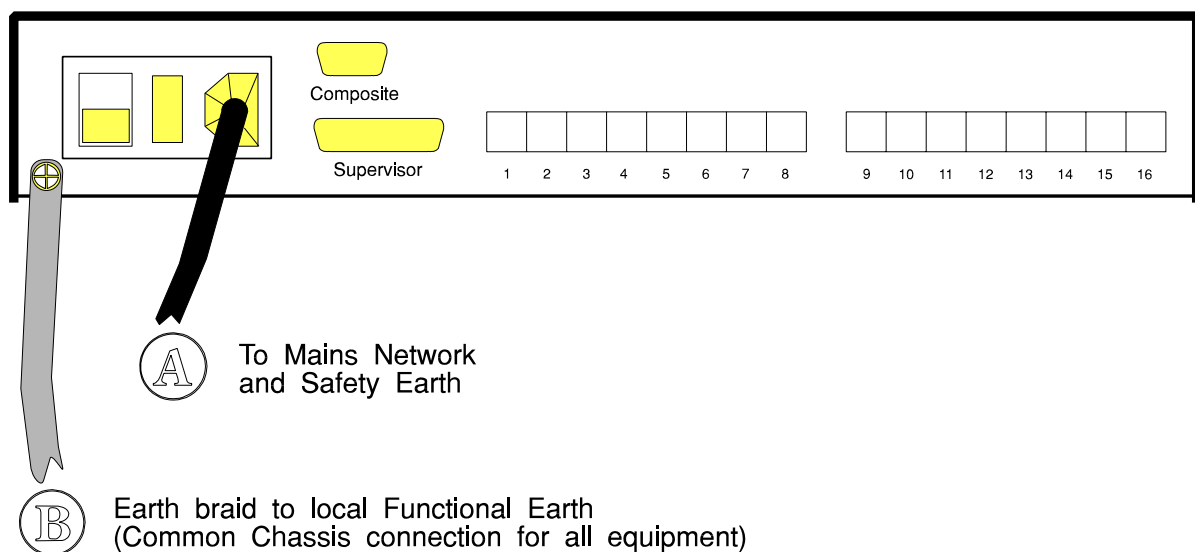 Composite
Supervisor
1 2 3 4 5 6 7 8 9 10 11 12 13 14 15 16
A
To Mains Network
and Safety Earth
B
Earth braid to local Functional Earth
(Common Chassis connection for all equipment)